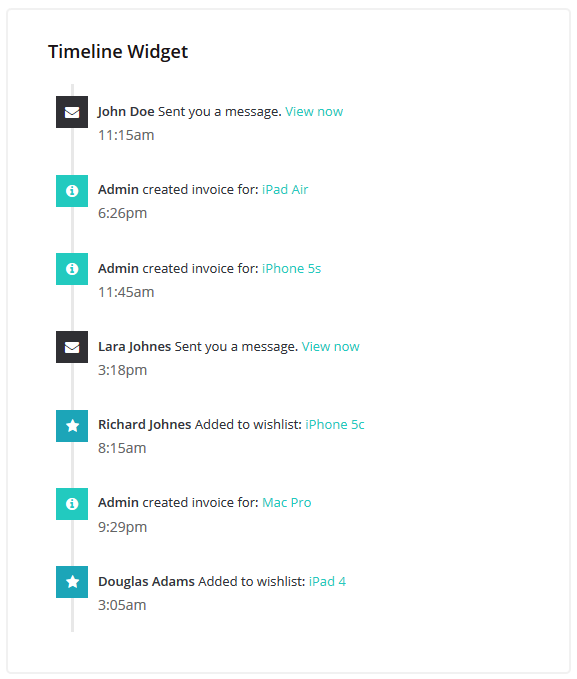 Timeline Widget
John Doe Sent you a message. View now
11:15am
Admin created invoice for: iPad Air
6:26pm
Admin created invoice for: iPhone 5s
11:45am
Lara Johnes Sent you a message. View now
3:18pm
Richard Johnes Added to wishlist: iPhone 5c
8:15am
Admin created invoice for: Mac Pro
9:29pm
Douglas Adams Added to wishlist: iPad 4
3:05am